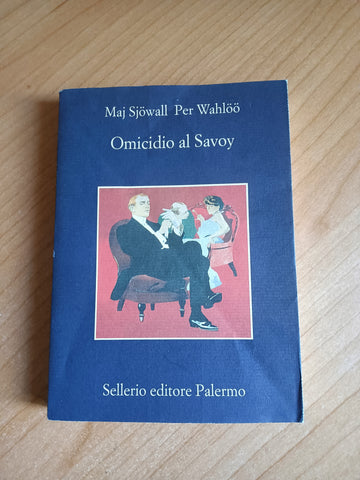 Maj Sjöwall Per Wahlöö
Omicidio al Savoy
Sellerio editore Palermo